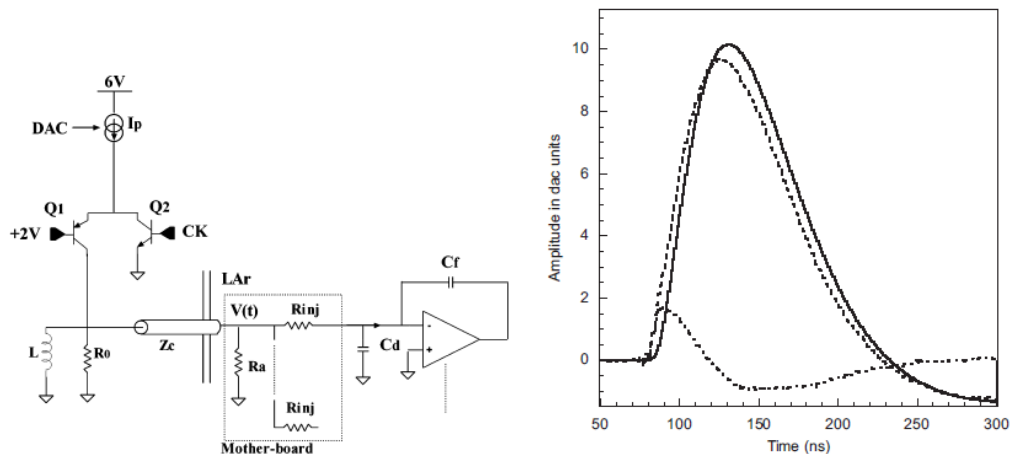 6V
DAC
Ip
Q1
Q2
+2V
CK
LAr
V(t)
Rinj
Cf
-
+
L
R0
Zc
Ra
Cd
Rinj
Mother-board
Amplitude in dac units
10
8
6
4
2
0
50
100
150
200
250
300
Time (ns)